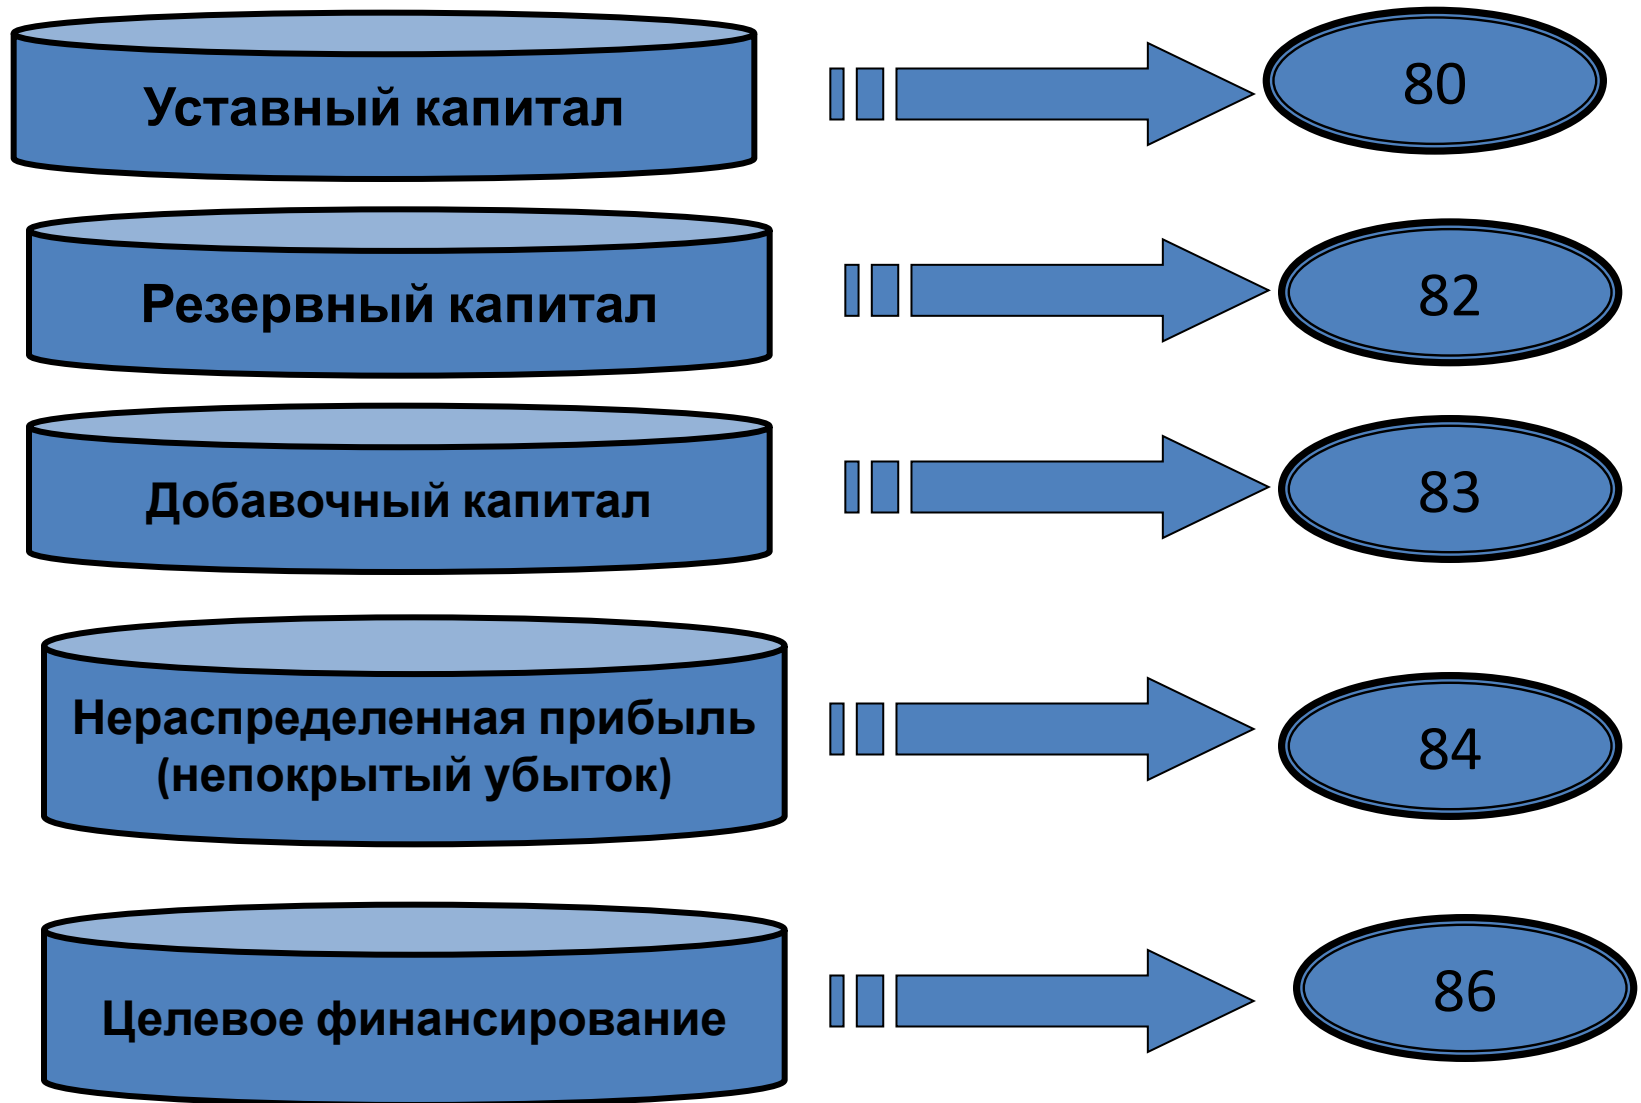 Уставный капитал
80
Резервный капитал
82
Добавочный капитал
83
Нераспределенная прибыль
(непокрытый убыток)
84
Целевое финансирование
86